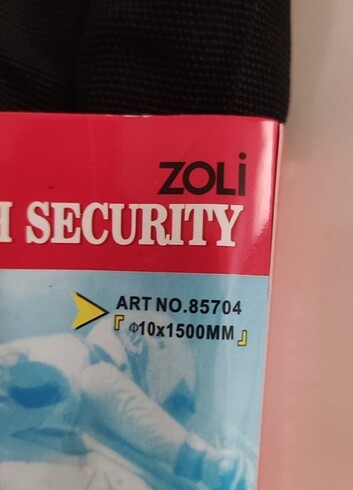 ZOLi
H SECURITY
ART NO.85704
「Φ10x1500MM」